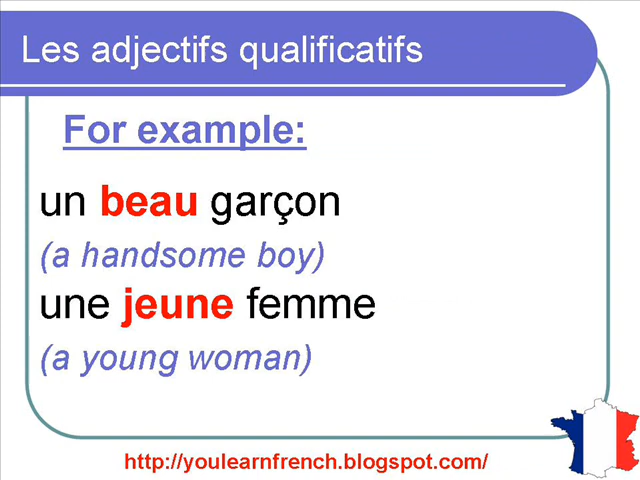 Les adjectifs qualificatifs
For example:
un beau garçon
(a handsome boy)
une jeune femme
(a young woman)
http://youlearnfrench.blogspot.com/